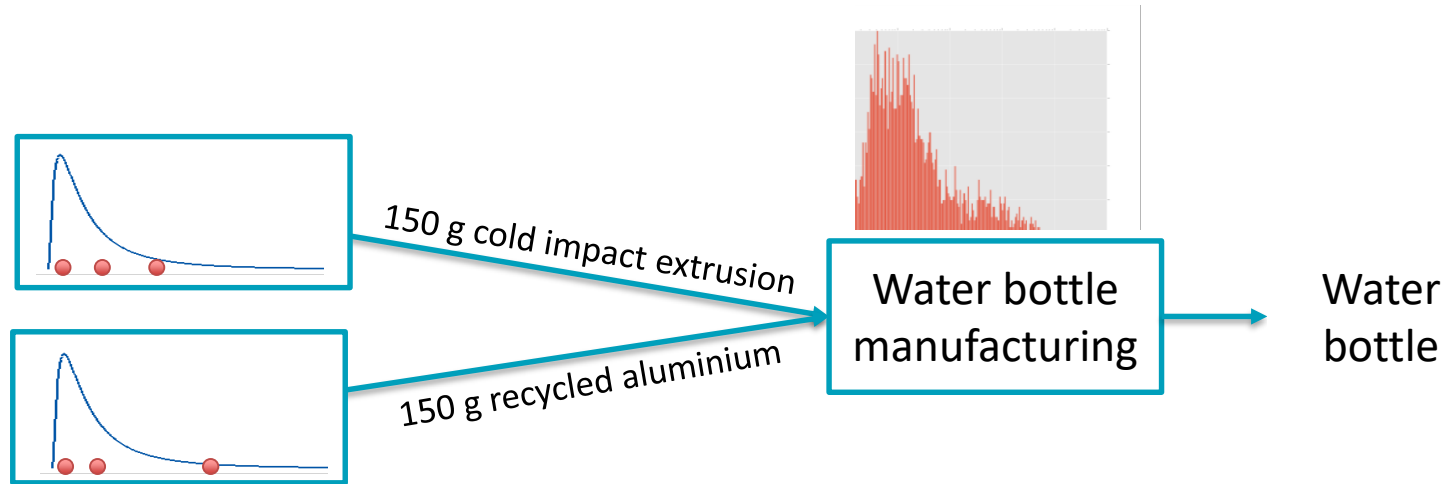 150 g cold impact extrusion
150 g recycled aluminium
Water bottle
manufacturing
Water
bottle